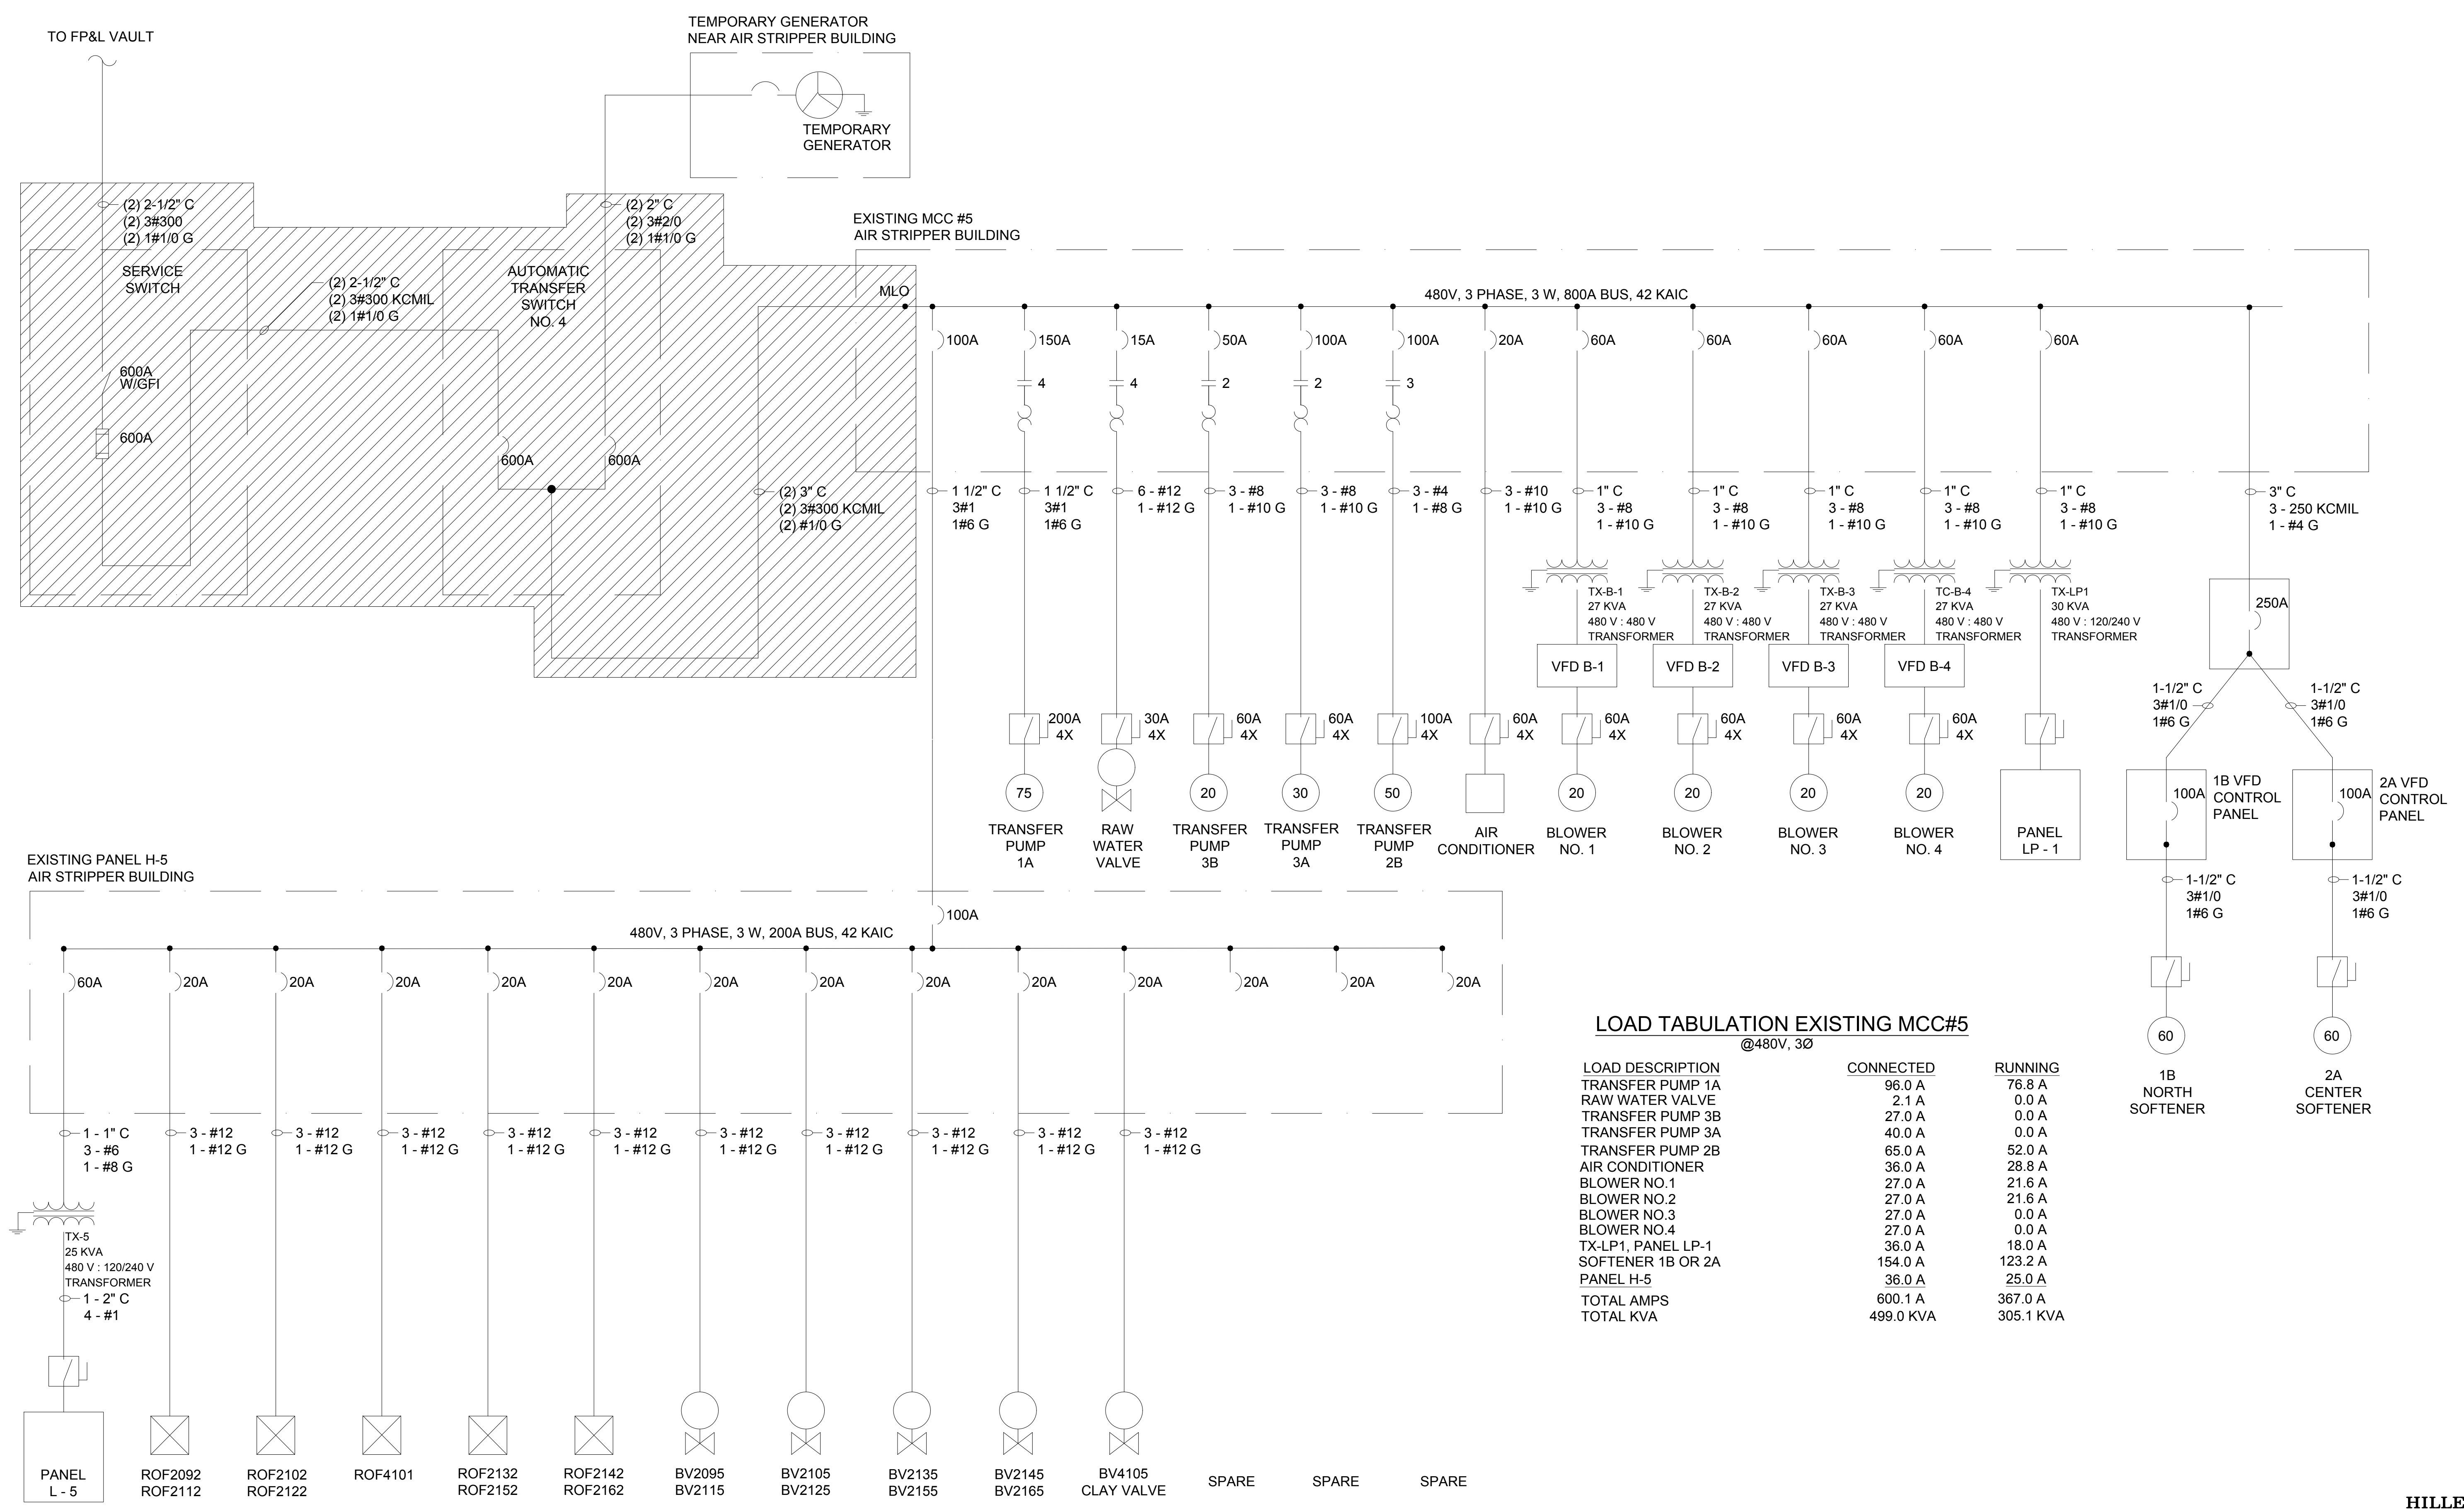 TO FP&L VAULT
TEMPORARY GENERATOR
NEAR AIR STRIPPER BUILDING
TEMPORARY
GENERATOR
(2) 2-1/2" C
(2) 3#300
(2) 1#1/0 G
SERVICE
SWITCH
600A
W/GFI
600A
(2) 2-1/2" C
(2) 3#300 KCMIL
(2) 1#1/0 G
(2) 2" C
(2) 3#2/0
(2) 1#1/0 G
AUTOMATIC
TRANSFER
SWITCH
NO. 4
600A
600A
(2) 3" C
(2) 3#300 KCMIL
(2) #1/0 G
EXISTING MCC #5
AIR STRIPPER BUILDING
MLO
480V, 3 PHASE, 3 W, 800A BUS, 42 KAIC
100A
150A
15A
50A
100A
100A
20A
60A
60A
60A
60A
60A
4
4
2
2
3
1 1/2" C
3#1
1#6 G
1 1/2" C
3#1
1#6 G
6 - #12
1 - #12 G
3 - #8
1 - #10 G
3 - #8
1 - #10 G
3 - #4
1 - #8 G
3 - #10
1 - #10 G
1" C
3 - #8
1 - #10 G
1" C
3 - #8
1 - #10 G
1" C
3 - #8
1 - #10 G
1" C
3 - #8
1 - #10 G
1" C
3 - #8
1 - #10 G
3" C
3 - 250 KCMIL
1 - #4 G
TX-B-1
27 KVA
480 V : 480 V
TRANSFORMER
TX-B-2
27 KVA
480 V : 480 V
TRANSFORMER
TX-B-3
27 KVA
480 V : 480 V
TRANSFORMER
TC-B-4
27 KVA
480 V : 480 V
TRANSFORMER
TX-LP1
30 KVA
480 V : 120/240 V
TRANSFORMER
250A
VFD B-1
VFD B-2
VFD B-3
VFD B-4
1-1/2" C
3#1/0
1#6 G
1-1/2" C
3#1/0
1#6 G
200A
4X
30A
4X
60A
4X
60A
4X
100A
4X
60A
4X
60A
4X
60A
4X
60A
4X
60A
4X
75
20
30
50
20
20
20
20
TRANSFER
PUMP
1A
RAW
WATER
VALVE
TRANSFER
PUMP
3B
TRANSFER
PUMP
3A
TRANSFER
PUMP
2B
AIR
CONDITIONER
BLOWER
NO. 1
BLOWER
NO. 2
BLOWER
NO. 3
BLOWER
NO. 4
PANEL
LP - 1
100A
1B VFD
CONTROL
PANEL
100A
2A VFD
CONTROL
PANEL
1-1/2" C
3#1/0
1#6 G
1-1/2" C
3#1/0
1#6 G
60
60
1B
NORTH
SOFTENER
2A
CENTER
SOFTENER
EXISTING PANEL H-5
AIR STRIPPER BUILDING
100A
480V, 3 PHASE, 3 W, 200A BUS, 42 KAIC
60A
20A
20A
20A
20A
20A
20A
20A
20A
20A
20A
20A
20A
20A
1 - 1" C
3 - #6
1 - #8 G
3 - #12
1 - #12 G
3 - #12
1 - #12 G
3 - #12
1 - #12 G
3 - #12
1 - #12 G
3 - #12
1 - #12 G
3 - #12
1 - #12 G
3 - #12
1 - #12 G
3 - #12
1 - #12 G
3 - #12
1 - #12 G
3 - #12
1 - #12 G
TX-5
25 KVA
480 V : 120/240 V
TRANSFORMER
1 - 2" C
4 - #1
PANEL
L - 5
ROF2092
ROF2112
ROF2102
ROF2122
ROF4101
ROF2132
ROF2152
ROF2142
ROF2162
BV2095
BV2115
BV2105
BV2125
BV2135
BV2155
BV2145
BV2165
BV4105
CLAY VALVE
SPARE
SPARE
SPARE
LOAD TABULATION EXISTING MCC#5
@480V, 3Ø
LOAD DESCRIPTION CONNECTED RUNNING
TRANSFER PUMP 1A 96.0 A 76.8 A
RAW WATER VALVE 2.1 A 0.0 A
TRANSFER PUMP 3B 27.0 A 0.0 A
TRANSFER PUMP 3A 40.0 A 0.0 A
TRANSFER PUMP 2B 65.0 A 52.0 A
AIR CONDITIONER 36.0 A 28.8 A
BLOWER NO.1 27.0 A 21.6 A
BLOWER NO.2 27.0 A 21.6 A
BLOWER NO.3 27.0 A 0.0 A
BLOWER NO.4 27.0 A 0.0 A
TX-LP1, PANEL LP-1 36.0 A 18.0 A
SOFTENER 1B OR 2A 154.0 A 123.2 A
PANEL H-5 36.0 A 25.0 A
TOTAL AMPS 600.1 A 367.0 A
TOTAL KVA 499.0 KVA 305.1 KVA
HILLE